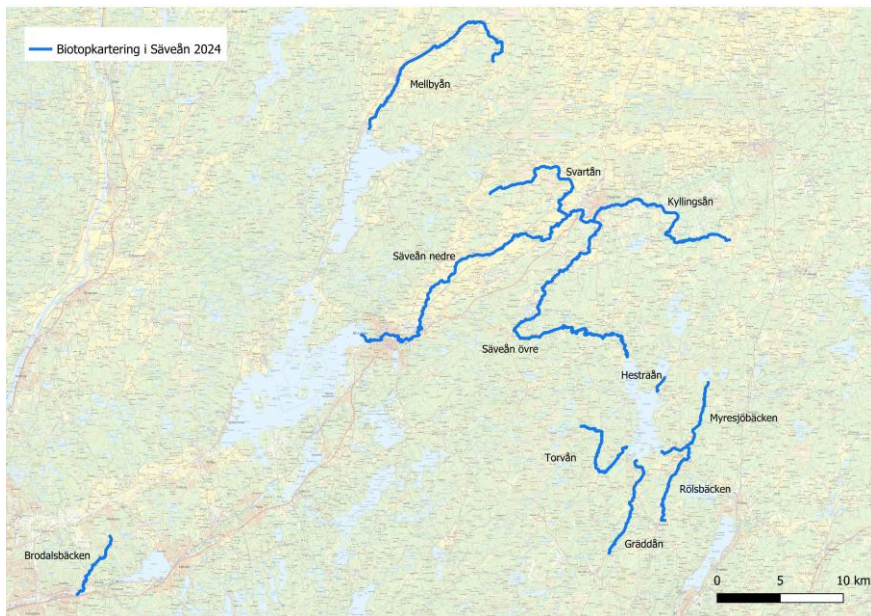 Biotopkartering i Säveån 2024
Mellbyån
Svartån
Kyllingsån
Säveån nedre
Säveån övre
Hestraån
Myresjöbäcken
Torvån
Rölsbäcken
Gräddån
Brodalsbäcken
0 5 10 km